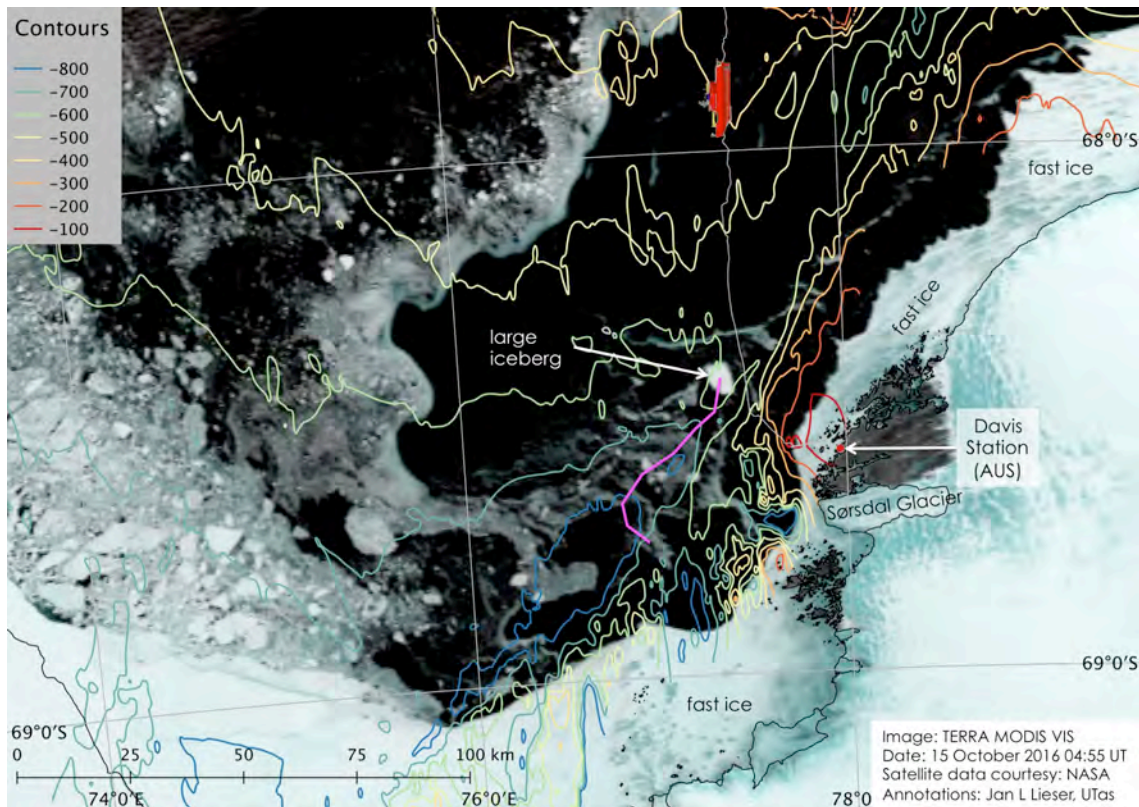 Contours
-800
-700
-600
-500
-400
-300
-200
-100
68°0'S
fast ice
fast ice
large
iceberg
Davis
Station
(AUS)
Sørsdal Glacier
69°0'S
fast ice
69°0'S
0 25 50 75 100 km
74°0'E
76°0'E
78°0
Image: TERRA MODIS VIS
Date: 15 October 2016 04:55 UT
Satellite data courtesy: NASA
Annotations: Jan L Lieser, UTas